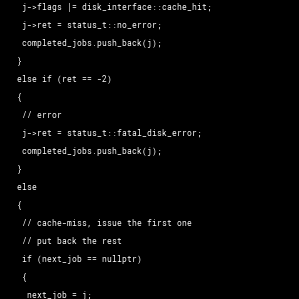 j->flags |= disk_interface::cache_hit;
j->ret = status_t::no_error;
completed_jobs.push_back(j);
}
else if (ret == -2)
{
// error
j->ret = status_t::fatal_disk_error;
completed_jobs.push_back(j);
}
else
{
// cache-miss, issue the first one
// put back the rest
if (next_job == nullptr)
{
next_job = j;